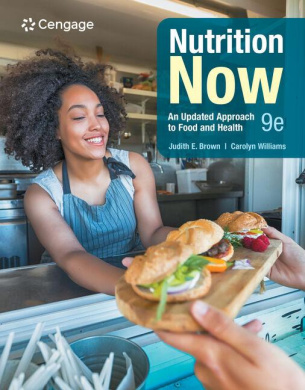 Cengage
Nutrition
Now
An Updated Approach
to Food and Health
9e
Judith E. Brown | Carolyn Williams